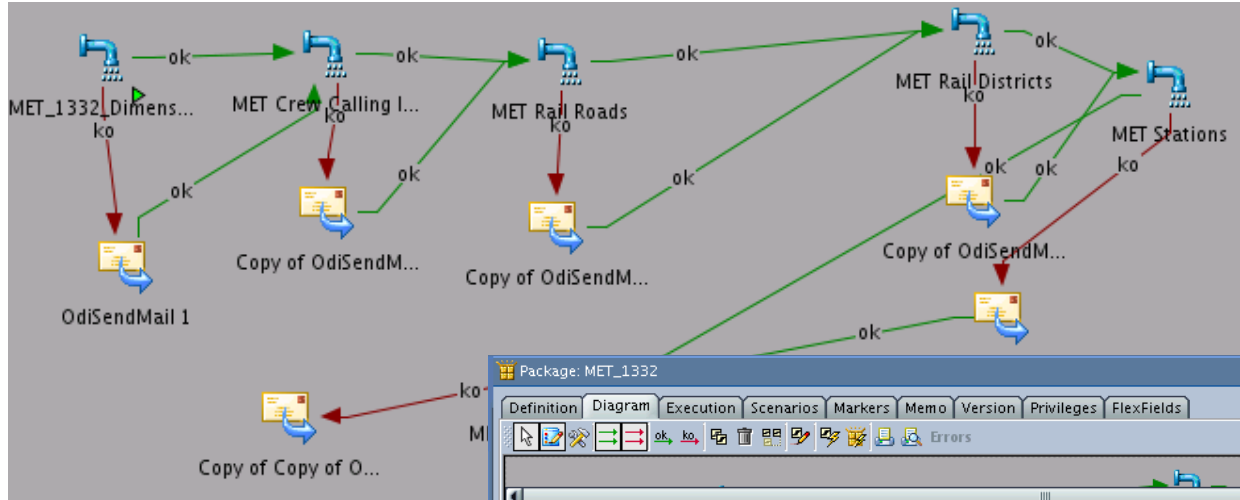 ok
ok
ok
ok
MET_1332_Dimens...
MET Crew Calling I...
MET Rail Roads
MET Rail Districts
MET Stations
ko
ko
ko
ko
ko
ok
ok
ok
ok
ok
OdiSendMail 1
Copy of OdiSendM...
Copy of OdiSendM...
Copy of OdiSendM...
ok
ko
Copy of Copy of O...
Package: MET_1332
Definition
Diagram
Execution
Scenarios
Markers
Memo
Version
Privileges
FlexFields
ok
ko
Errors